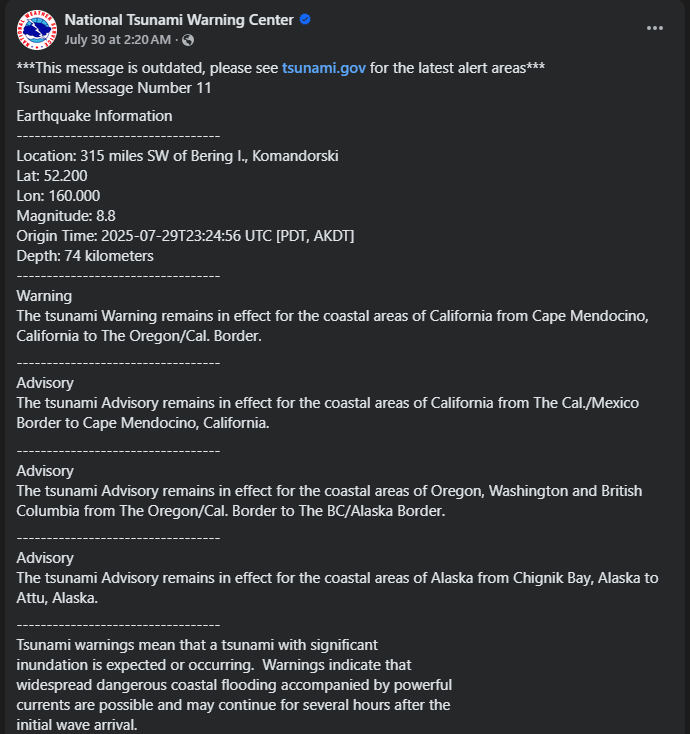 National Tsunami Warning Center
July 30 at 2:20 AM ·
***This message is outdated, please see tsunami.gov for the latest alert areas***
Tsunami Message Number 11
Earthquake Information
----------------------------------
Location: 315 miles SW of Bering I., Komandorski
Lat: 52.200
Lon: 160.000
Magnitude: 8.8
Origin Time: 2025-07-29T23:24:56 UTC [PDT, AKDT]
Depth: 74 kilometers
----------------------------------
Warning
The tsunami Warning remains in effect for the coastal areas of California from Cape Mendocino,
California to The Oregon/Cal. Border.
----------------------------------
Advisory
The tsunami Advisory remains in effect for the coastal areas of California from The Cal./Mexico
Border to Cape Mendocino, California.
----------------------------------
Advisory
The tsunami Advisory remains in effect for the coastal areas of Oregon, Washington and British
Columbia from The Oregon/Cal. Border to The BC/Alaska Border.
----------------------------------
Advisory
The tsunami Advisory remains in effect for the coastal areas of Alaska from Chignik Bay, Alaska to
Attu, Alaska.
----------------------------------
Tsunami warnings mean that a tsunami with significant
inundation is expected or occurring.  Warnings indicate that
widespread dangerous coastal flooding accompanied by powerful
currents are possible and may continue for several hours after the
initial wave arrival.